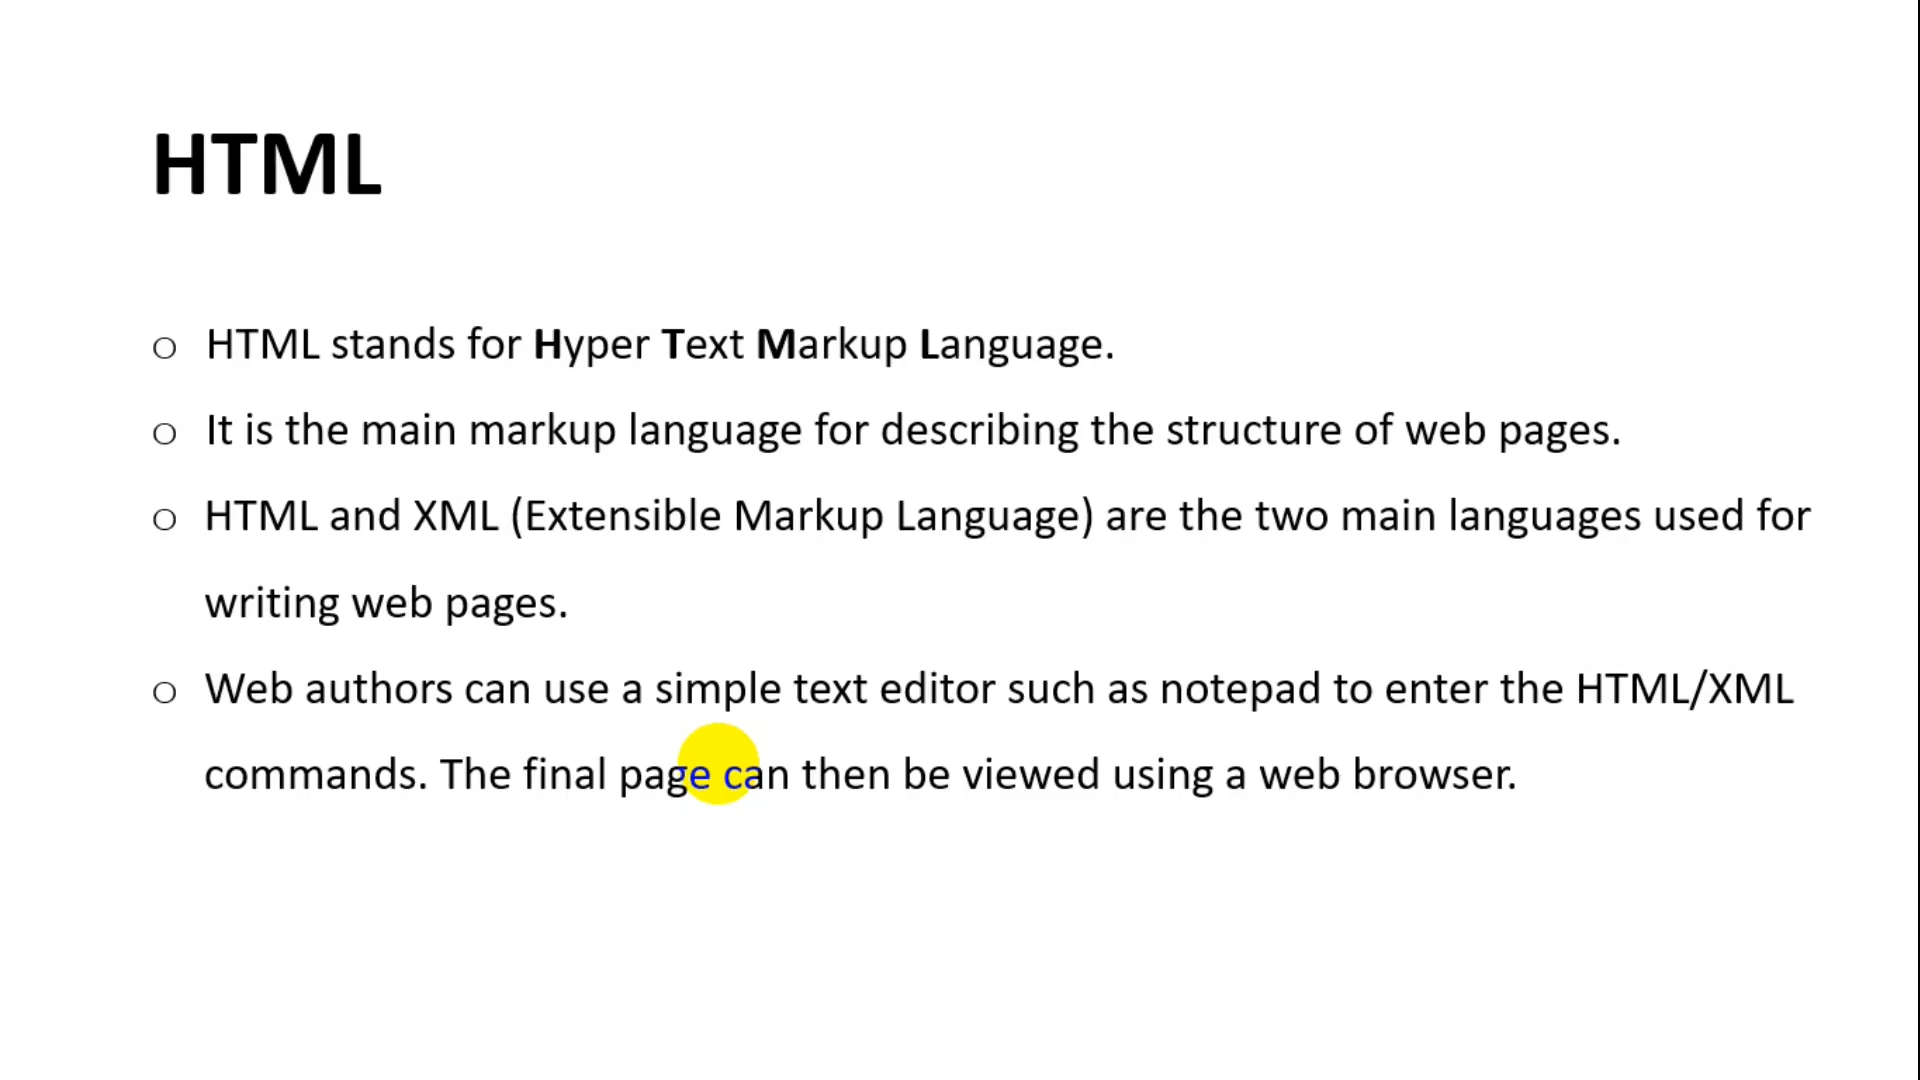 HTML
o HTML stands for Hyper Text Markup Language.
o It is the main markup language for describing the structure of web pages.
o HTML and XML (Extensible Markup Language) are the two main languages used for
writing web pages.
o Web authors can use a simple text editor such as notepad to enter the HTML/XML
commands. The final page can then be viewed using a web browser.